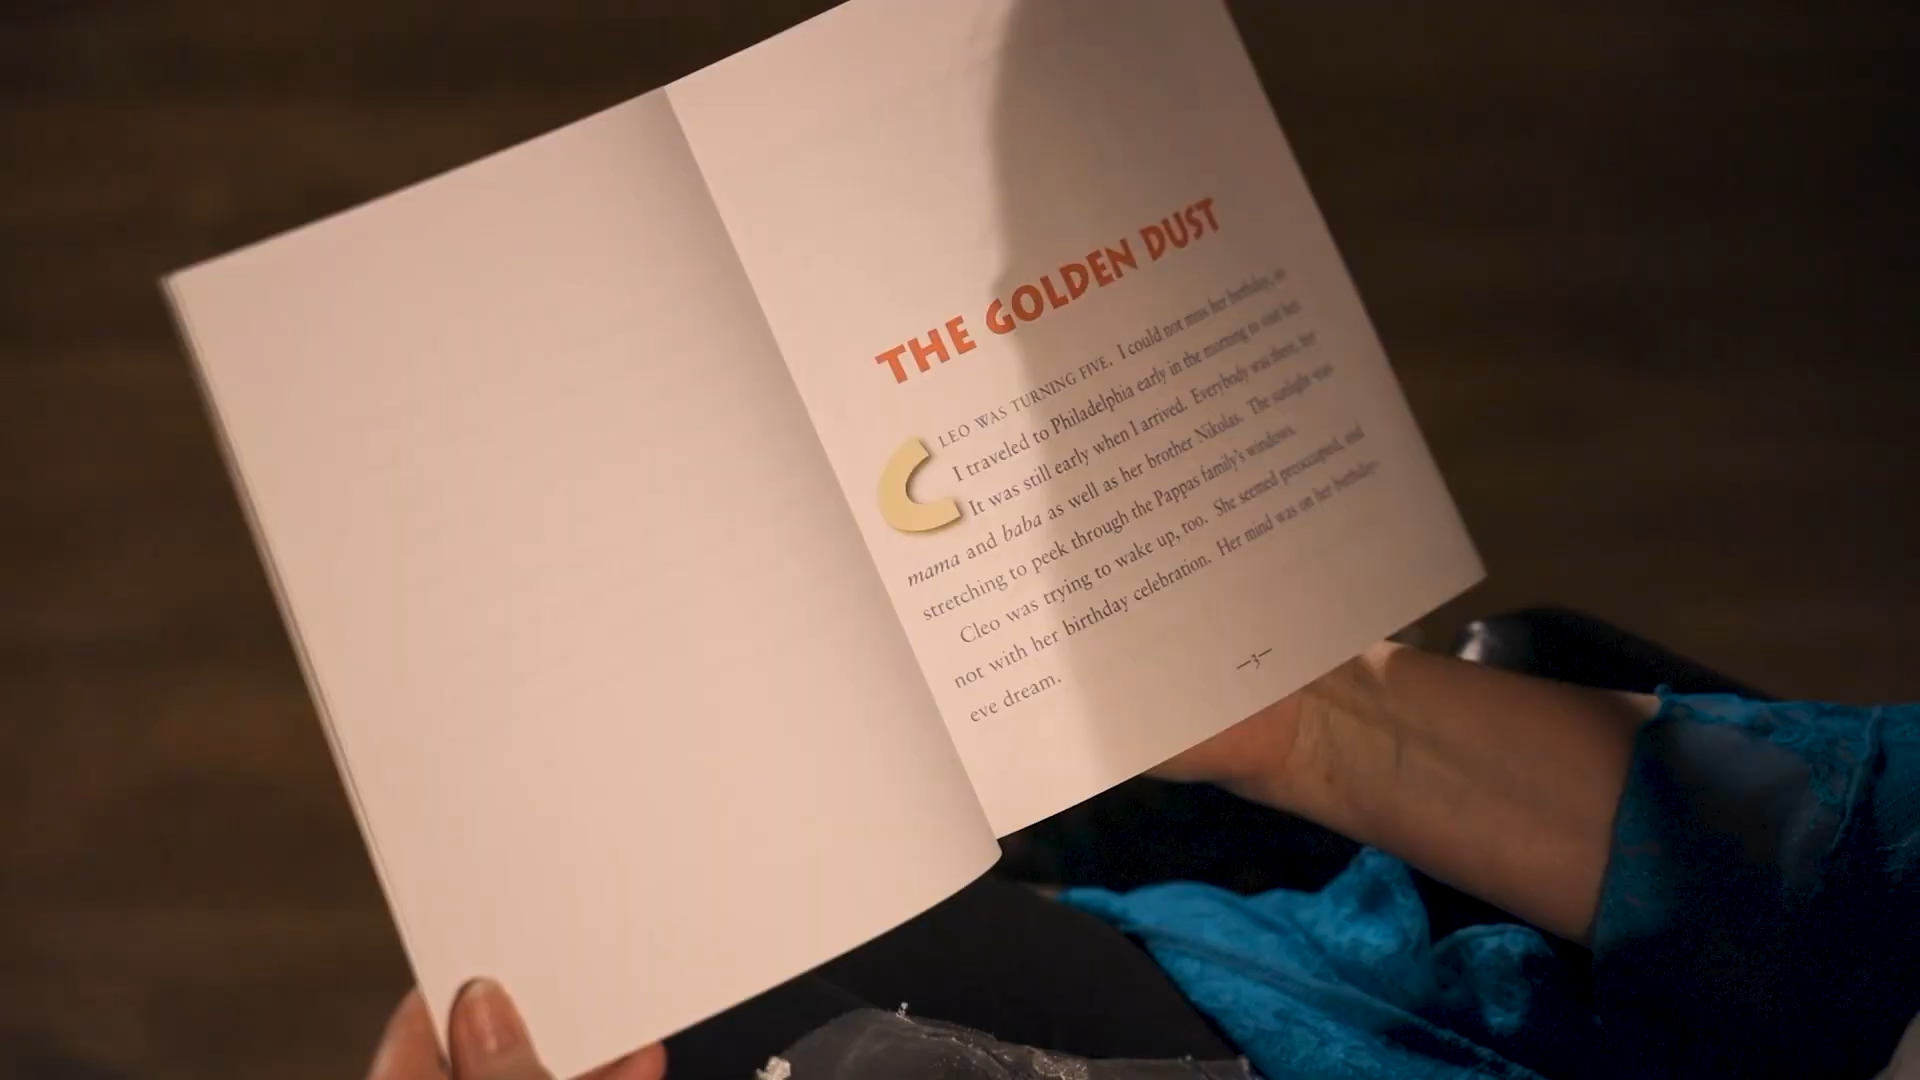 THE GOLDEN DUST
CLEO WAS TURNING FIVE. I could not miss her birthday, so
I traveled to Philadelphia early in the morning to visit her.
It was still early when I arrived. Everybody was there, her
mama and baba as well as her brother Nikolas. The sunlight was
stretching to peek through the Pappas family's windows.
Cleo was trying to wake up, too. She seemed preoccupied, and
not with her birthday celebration. Her mind was on her birthday-
eve dream.
—3—